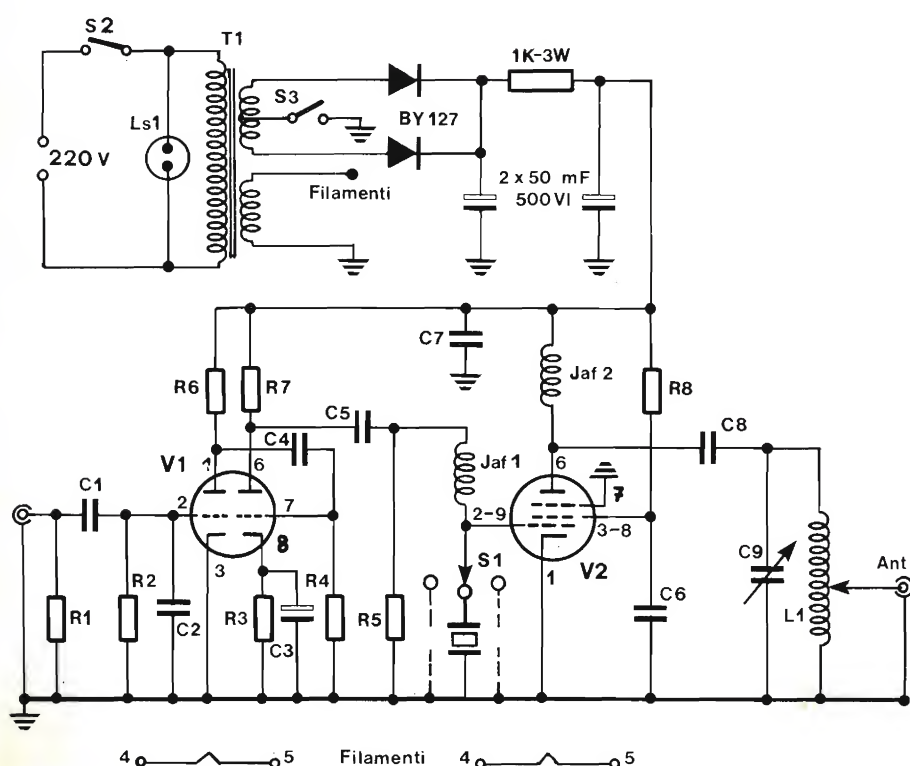 S2
T1
1K-3W
S3
BY 127
Ls1
220 V
Filamenti
2 x 50 mF
500 Vl
C7
Jaf 2
R6
R7
R8
C5
C8
C4
V1
1
6
Jaf 1
6
7
C1
2
7
2-9
3-8
3
8
S1
V2
1
C9
Ant
R1
R2
C2
R3
C3
R4
R5
C6
L1
4
5
Filamenti
4
5